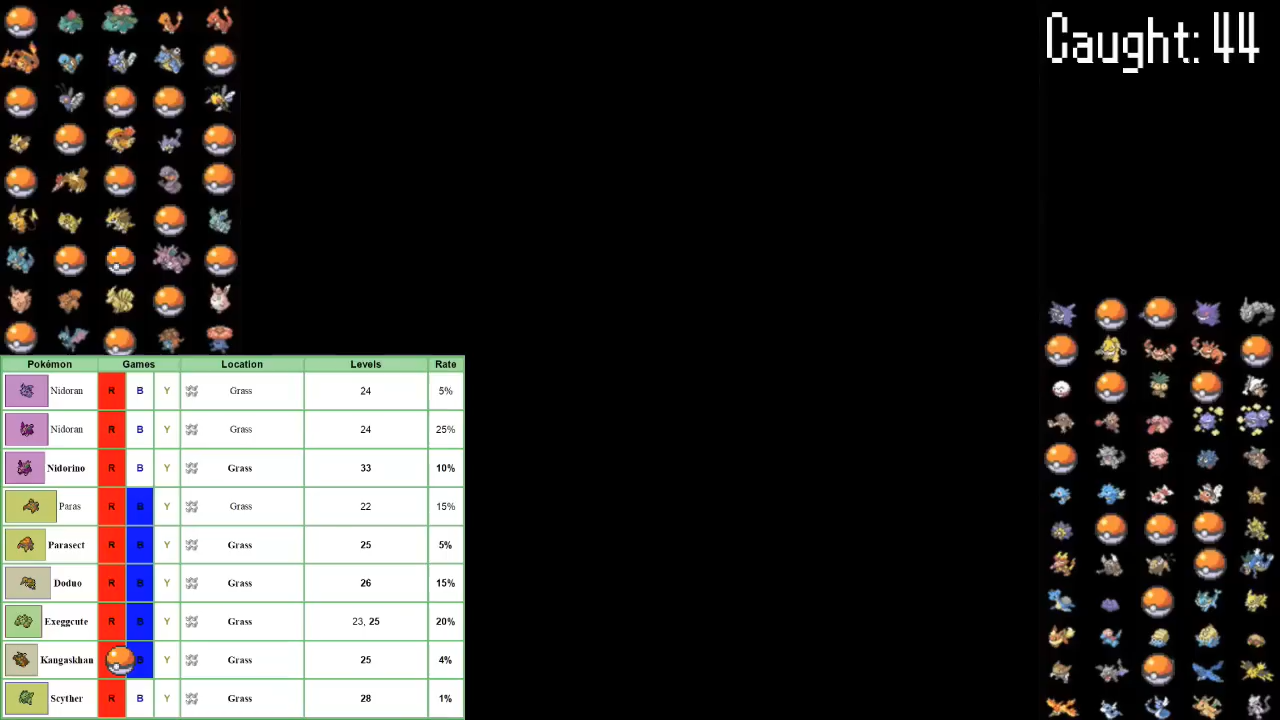 Caught: 44
Pokémon Games Location Levels Rate
Nidoran R B Y Grass 24 5%
Nidoran R B Y Grass 24 25%
Nidorino R B Y Grass 33 10%
Paras R B Y Grass 22 15%
Parasect R B Y Grass 25 5%
Doduo R B Y Grass 26 15%
Exeggcute R B Y Grass 23, 25 20%
Kangaskhan B Y Grass 25 4%
Scyther R B Y Grass 28 1%